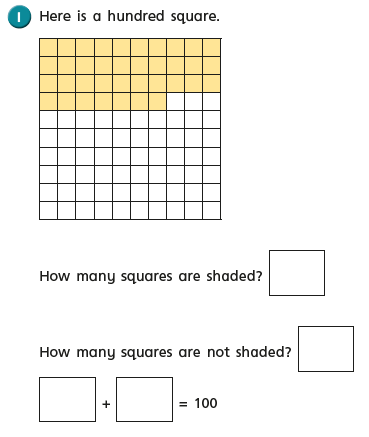 1 Here is a hundred square.
How many squares are shaded?
How many squares are not shaded?
+ = 100